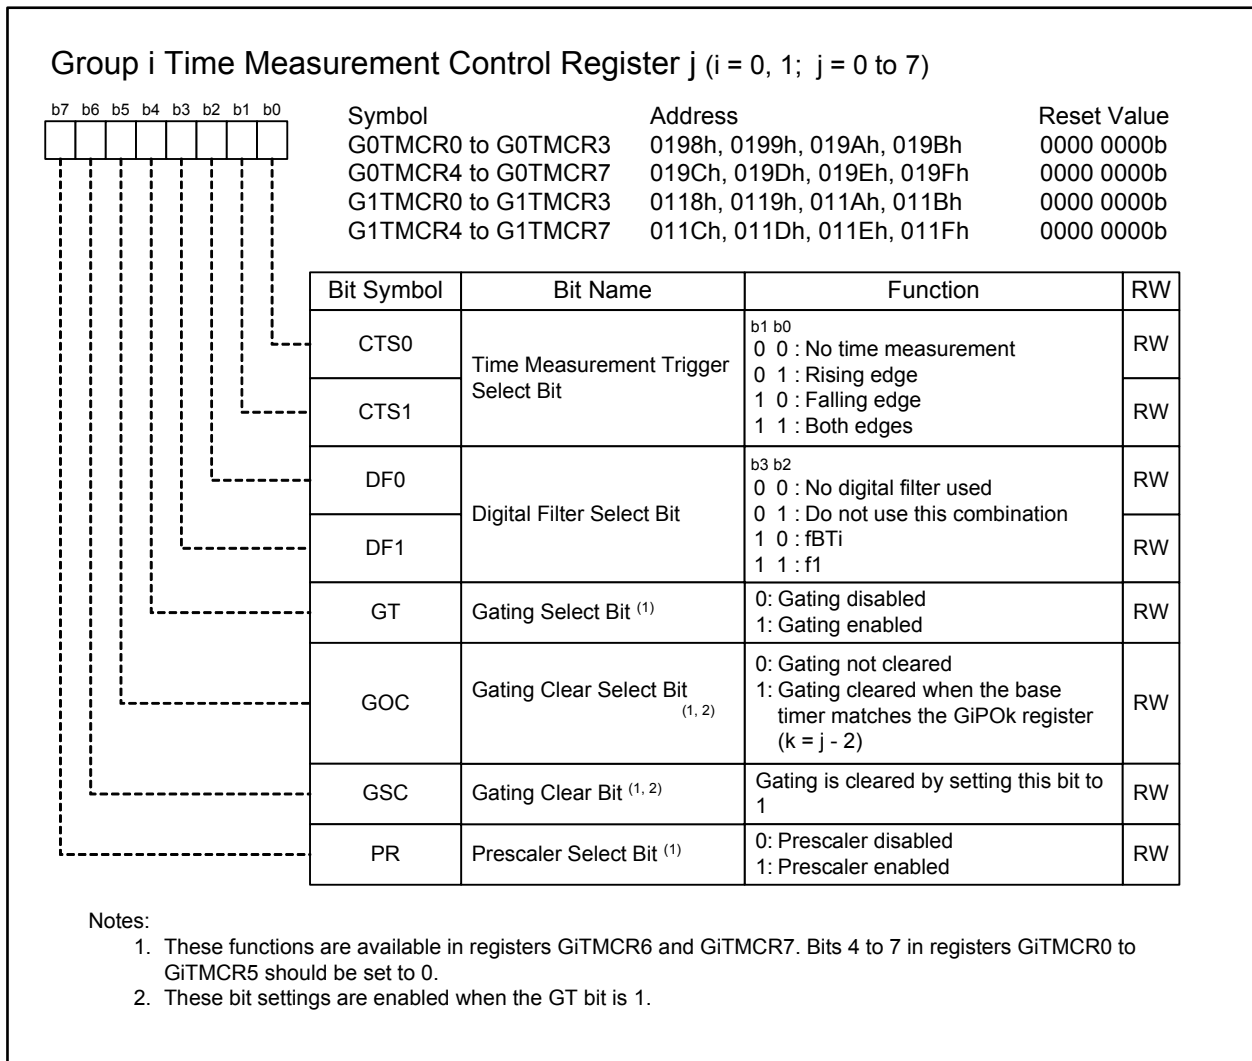 Group i Time Measurement Control Register j (i = 0, 1; j = 0 to 7)
b7 b6 b5 b4 b3 b2 b1 b0
Symbol Address Reset Value
G0TMCR0 to G0TMCR3 0198h, 0199h, 019Ah, 019Bh 0000 0000b
G0TMCR4 to G0TMCR7 019Ch, 019Dh, 019Eh, 019Fh 0000 0000b
G1TMCR0 to G1TMCR3 0118h, 0119h, 011Ah, 011Bh 0000 0000b
G1TMCR4 to G1TMCR7 011Ch, 011Dh, 011Eh, 011Fh 0000 0000b
Bit Symbol Bit Name Function RW
CTS0
CTS1
Time Measurement Trigger
Select Bit
b1 b0
0 0 : No time measurement
0 1 : Rising edge
1 0 : Falling edge
1 1 : Both edges
RW
RW
DF0
DF1
Digital Filter Select Bit
b3 b2
0 0 : No digital filter used
0 1 : Do not use this combination
1 0 : fBTi
1 1 : f1
RW
RW
GT
Gating Select Bit (1)
0: Gating disabled
1: Gating enabled
RW
GOC
Gating Clear Select Bit
(1, 2)
0: Gating not cleared
1: Gating cleared when the base
timer matches the GiPOk register
(k = j - 2)
RW
GSC
Gating Clear Bit (1, 2)
Gating is cleared by setting this bit to
1
RW
PR
Prescaler Select Bit (1)
0: Prescaler disabled
1: Prescaler enabled
RW
Notes:
1. These functions are available in registers GiTMCR6 and GiTMCR7. Bits 4 to 7 in registers GiTMCR0 to
GiTMCR5 should be set to 0.
2. These bit settings are enabled when the GT bit is 1.